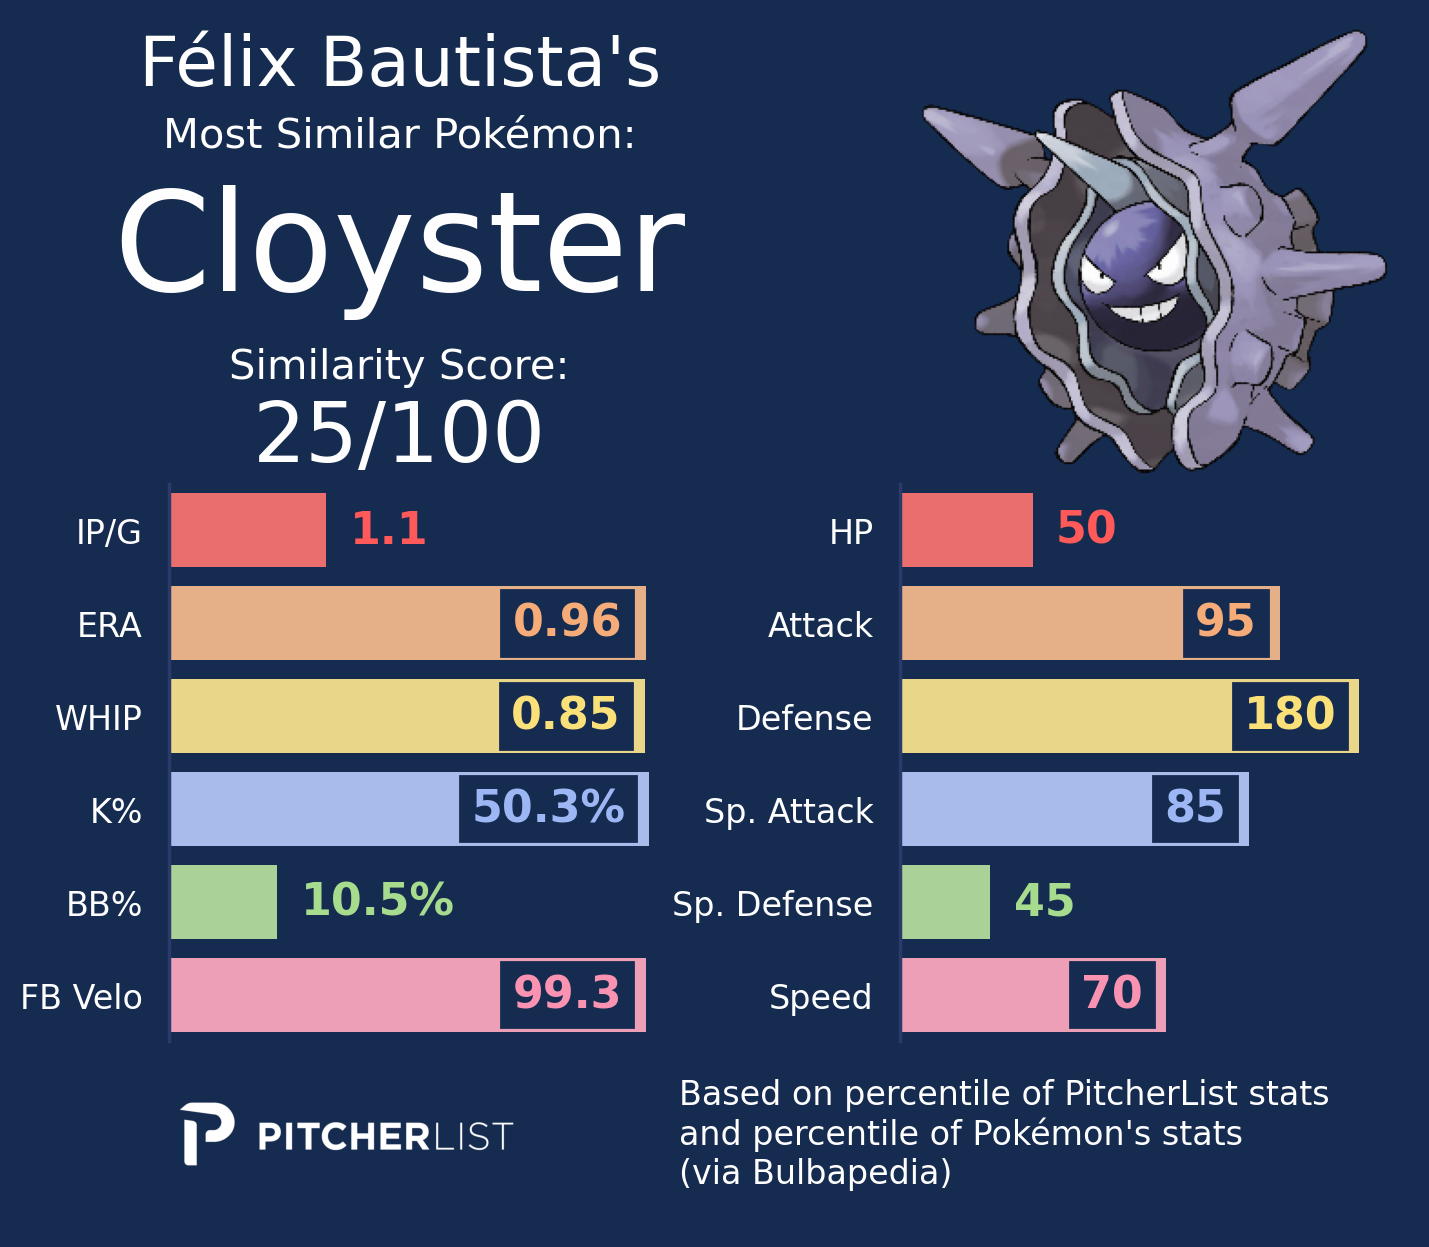 Félix Bautista's
Most Similar Pokémon:
Cloyster
Similarity Score:
25/100
IP/G 1.1
ERA 0.96
WHIP 0.85
K% 50.3%
BB% 10.5%
FB Velo 99.3
HP 50
Attack 95
Defense 180
Sp. Attack 85
Sp. Defense 45
Speed 70
PITCHERLIST
Based on percentile of PitcherList stats
and percentile of Pokémon's stats
(via Bulbapedia)